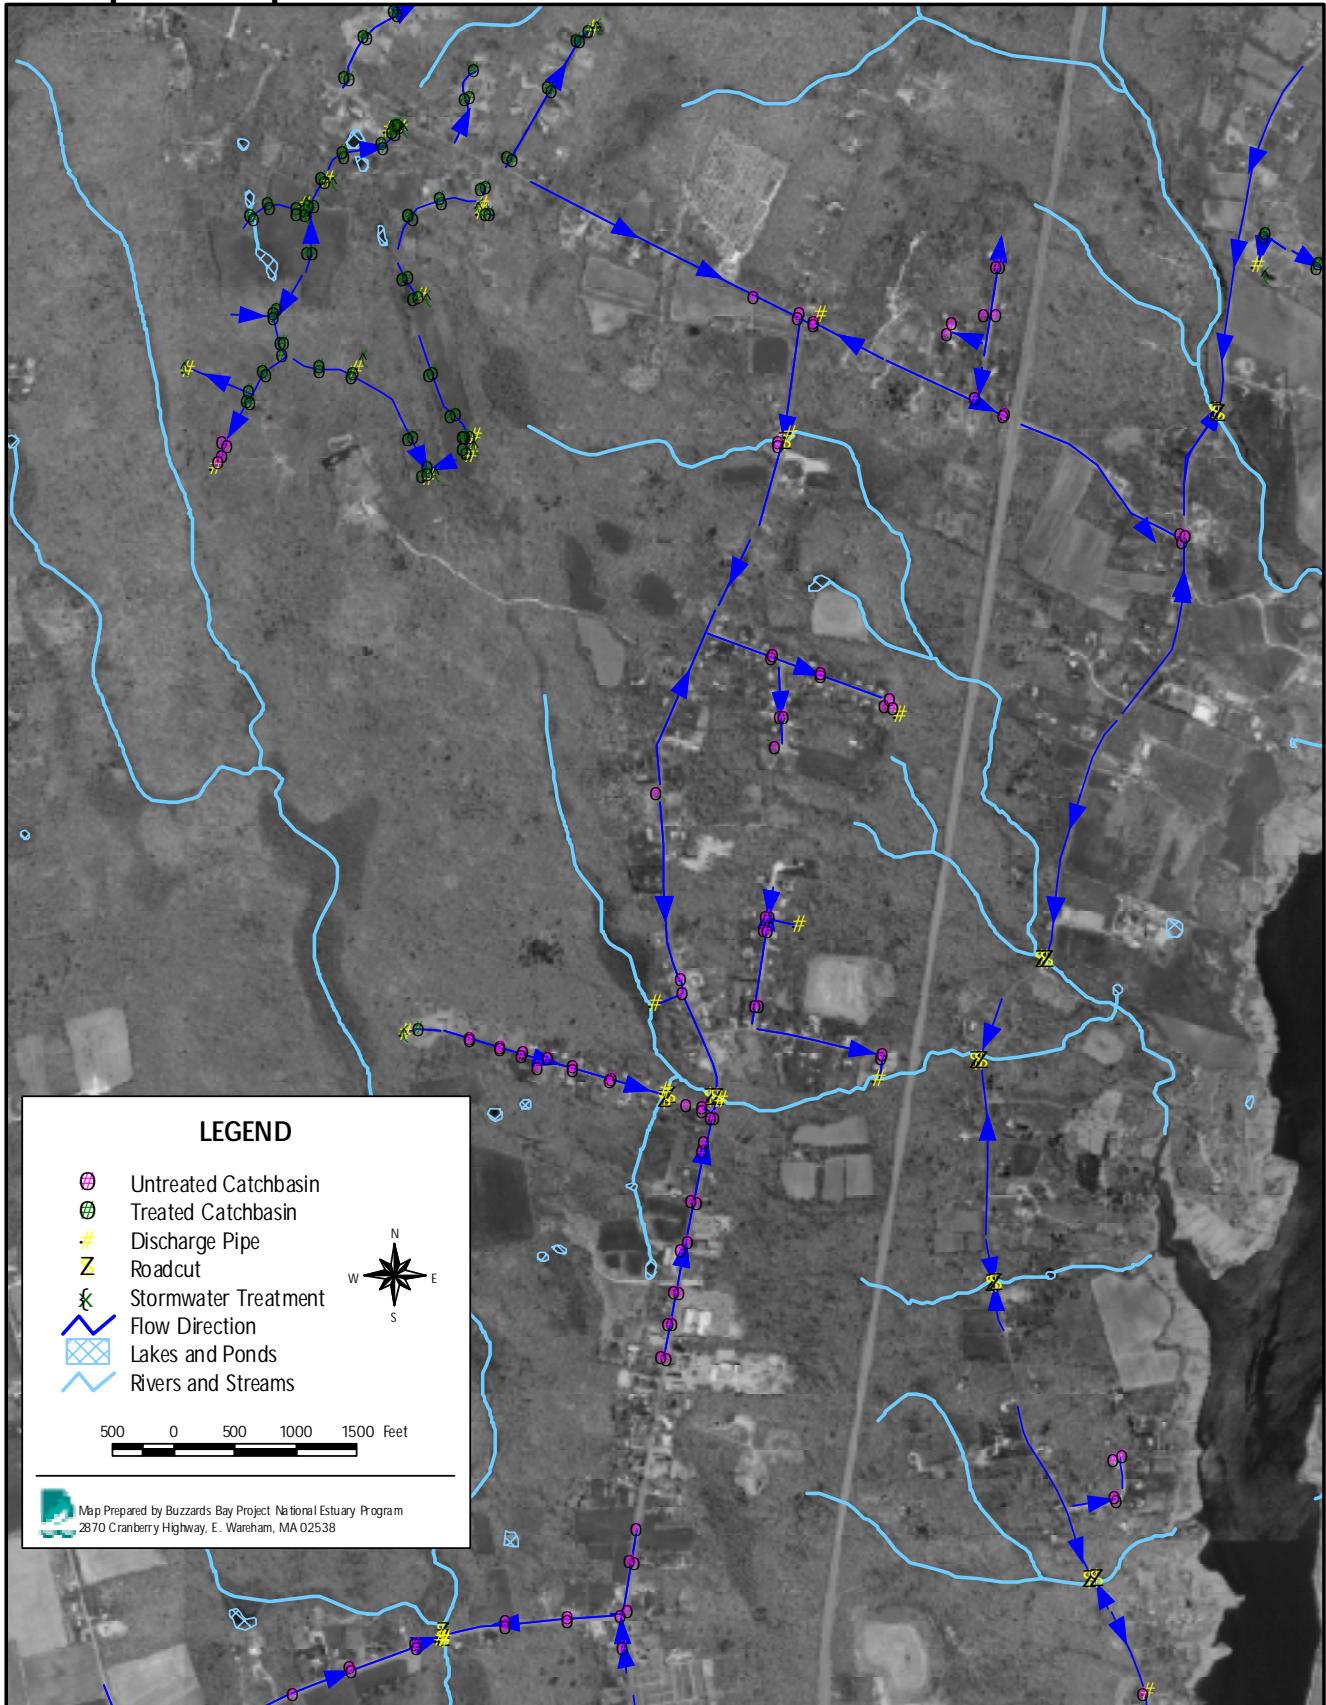 LEGEND
Untreated Catchbasin
Treated Catchbasin
Discharge Pipe
Roadcut
Stormwater Treatment
Flow Direction
Lakes and Ponds
Rivers and Streams
N
W E
S
500 0 500 1000 1500 Feet
Map Prepared by Buzzards Bay Project National Estuary Program
2870 Cranberry Highway, E. Wareham, MA 02538